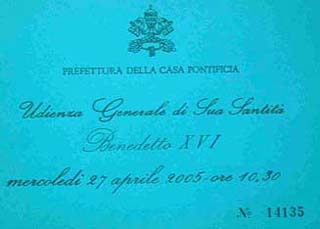 PREFETTURA DELLA CASA PONTIFICIA
Udienza Generale di Sua Santità
Benedetto XVI
mercoledì 27 aprile 2005-ore 10,30
Nº 14135